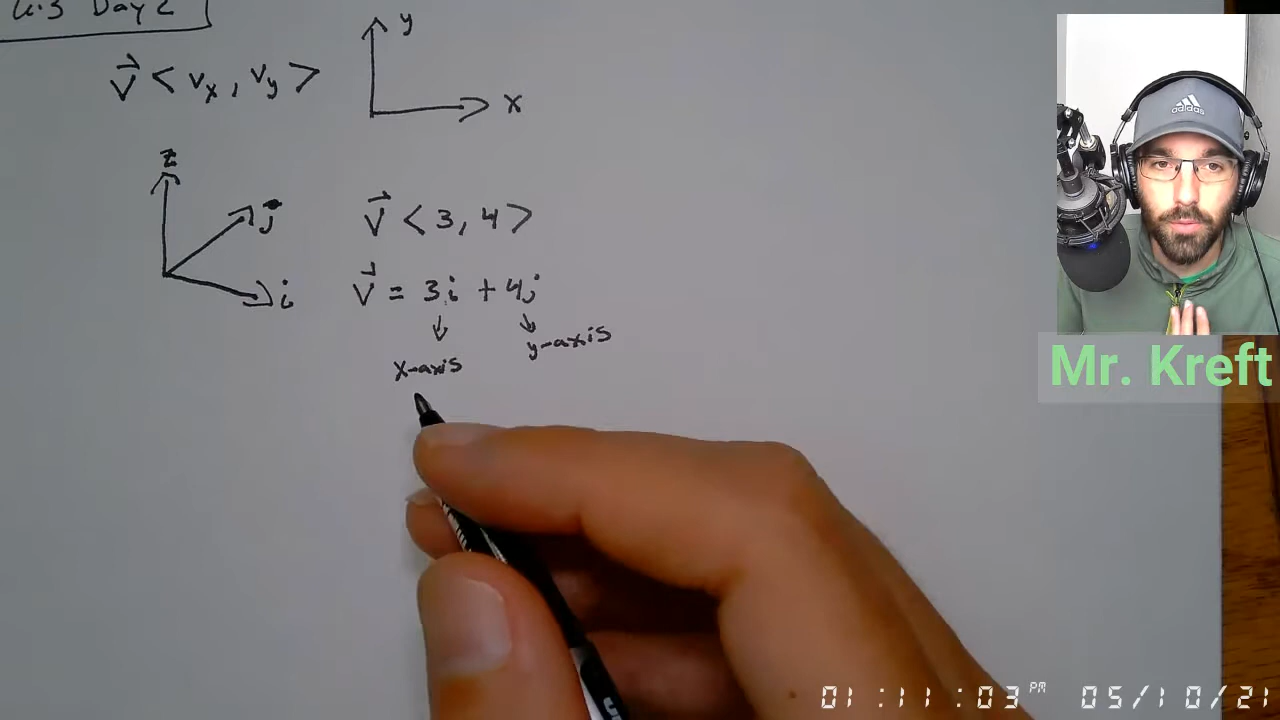 6.3 Day 2
V⃗ < Vx, Vy >
y
x
z
j
i
V⃗ < 3, 4 >
V⃗ = 3i + 4j
y-axis
x-axis
Mr. Kreft
01:11:03 PM 05/10/21